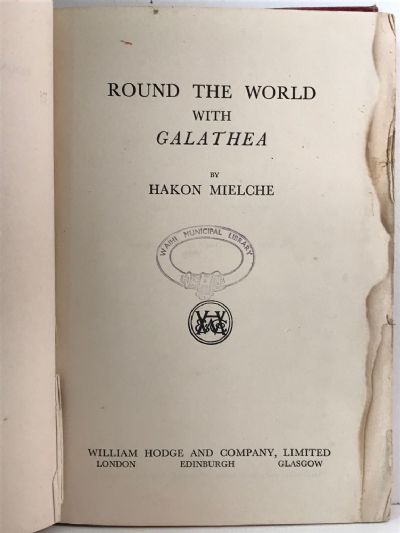 ROUND THE WORLD
WITH
GALATHEA
BY
HAKON MIELCHE
WAIHI MUNICIPAL LIBRARY
WILLIAM HODGE AND COMPANY, LIMITED
LONDON EDINBURGH GLASGOW